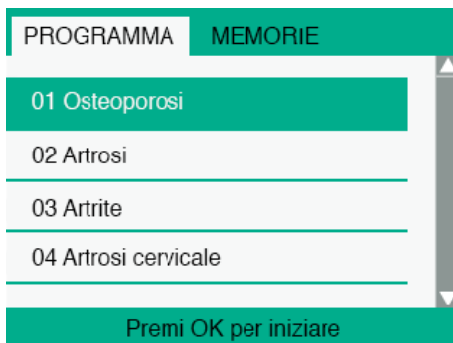 PROGRAMMA MEMORIE
01 Osteoporosi
02 Artrosi
03 Artrite
04 Artrosi cervicale
Premi OK per iniziare